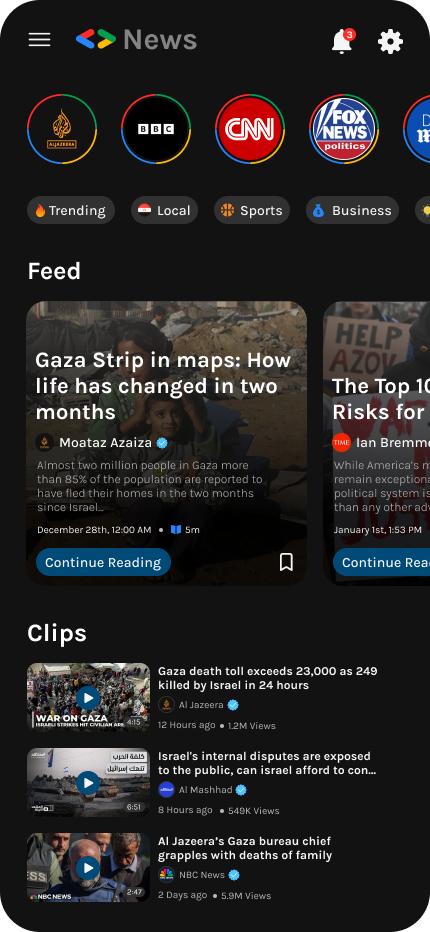 News
3
ALJAZEERA
BBC
CNN
FOX
NEWS
politics
D
Trending
Local
Sports
Business
Feed
Gaza Strip in maps: How
life has changed in two
months
Moataz Azaiza
Almost two million people in Gaza more
than 85% of the population are reported to
have fled their homes in the two months
since Israel...
December 28th, 12:00 AM • 5m
Continue Reading
HELP
AZOV
The Top 10
Risks for
TIME Ian Bremme
While America's m
remain exceptiona
political system is
than any other adv
January 1st, 1:53 PM
Continue Read
Clips
WAR ON GAZA
ISRAELI STRIKES HIT CIVILIAN ARE
4:15
Gaza death toll exceeds 23,000 as 249
killed by Israel in 24 hours
Al Jazeera
12 Hours ago • 1.2M Views
كلفة الحرب
تنهك إسرائيل
6:51
Israel's internal disputes are exposed
to the public, can israel afford to con...
Al Mashhad
8 Hours ago • 549K Views
ESS
NBC NEWS
2:47
Al Jazeera's Gaza bureau chief
grapples with deaths of family
NBC News
2 Days ago • 5.9M Views